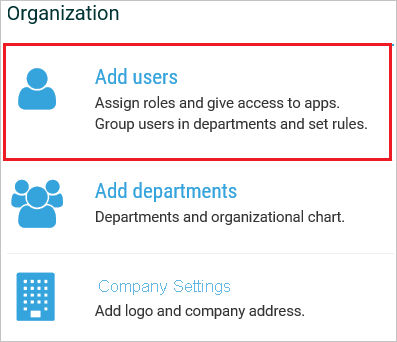 Organization
Add users
Assign roles and give access to apps.
Group users in departments and set rules.
Add departments
Departments and organizational chart.
Company Settings
Add logo and company address.